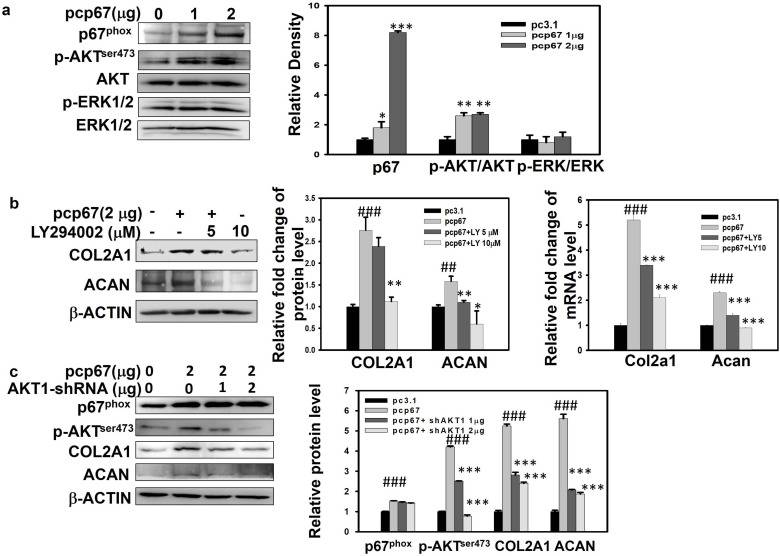 a
pcp67(μg) 0 1 2
p67phox
p-AKTser473
AKT
p-ERK1/2
ERK1/2
Relative Density
10
8
6
4
2
0
pc3.1
pcp67 1μg
pcp67 2μg
* ***
** **
p67 p-AKT/AKT p-ERK/ERK
b
pcp67(2 μg) - + +
LY294002 (μM) - - 5 10
COL2A1
ACAN
β-ACTIN
Relative fold change of
protein level
3.5
3.0
2.5
2.0
1.5
1.0
0.5
0.0
pc3.1
pcp67
pcp67+LY 5 μM
pcp67+LY 10μM
### **
## ** *
COL2A1 ACAN
Relative fold change of
mRNA level
6
5
4
3
2
1
0
pc3.1
pcp67
pcp67+LY5
pcp67+LY10
### *** ***
### *** ***
Col2a1 Acan
c
pcp67(μg) 0 2 2 2
AKT1-shRNA (μg) 0 0 1 2
p67phox
p-AKTser473
COL2A1
ACAN
β-ACTIN
Relative protein level
7
6
5
4
3
2
1
0
pc3.1
pcp67
pcp67+ shAKT1 1μg
pcp67+ shAKT1 2μg
###
### *** ***
### *** ***
### *** ***
p67phox p-AKTser473 COL2A1 ACAN